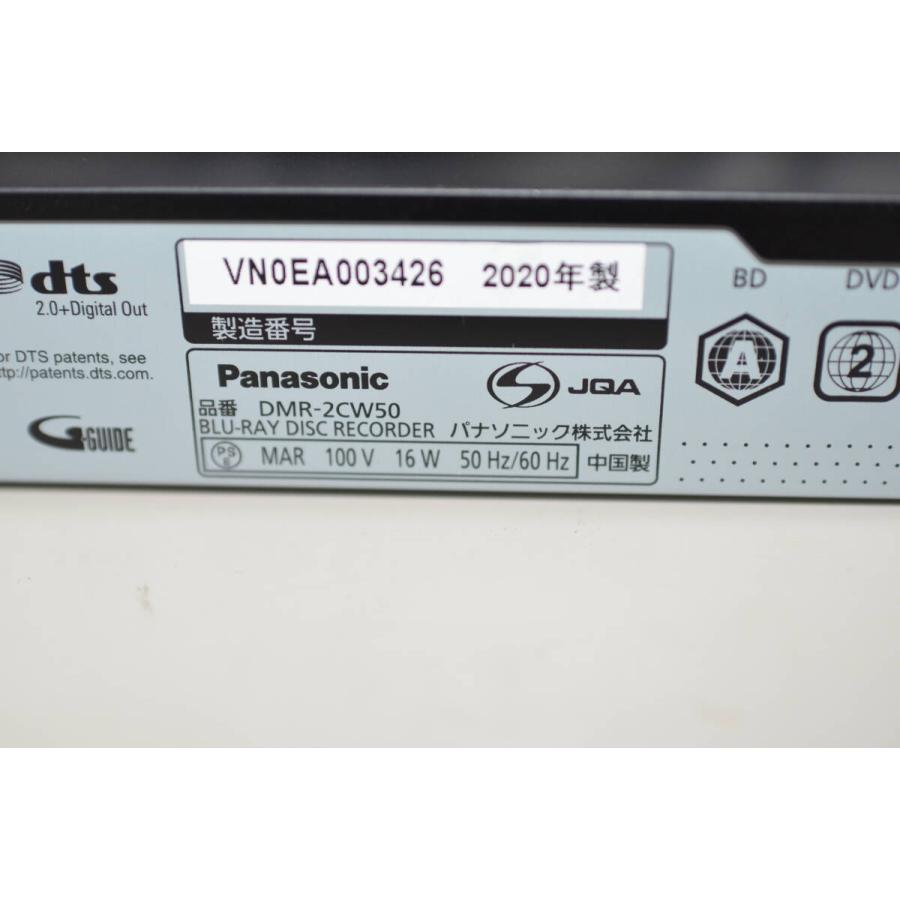 dts
2.0+Digital Out
or DTS patents, see
http://patents.dts.com.
G-GUIDE
VN0EA003426 2020年製
製造番号
Panasonic
JQA
品番 DMR-2CW50
BLU-RAY DISC RECORDER パナソニック株式会社
PS
E MAR 100 V 16 W 50 Hz/60 Hz 中国製
BD DVD
A 2